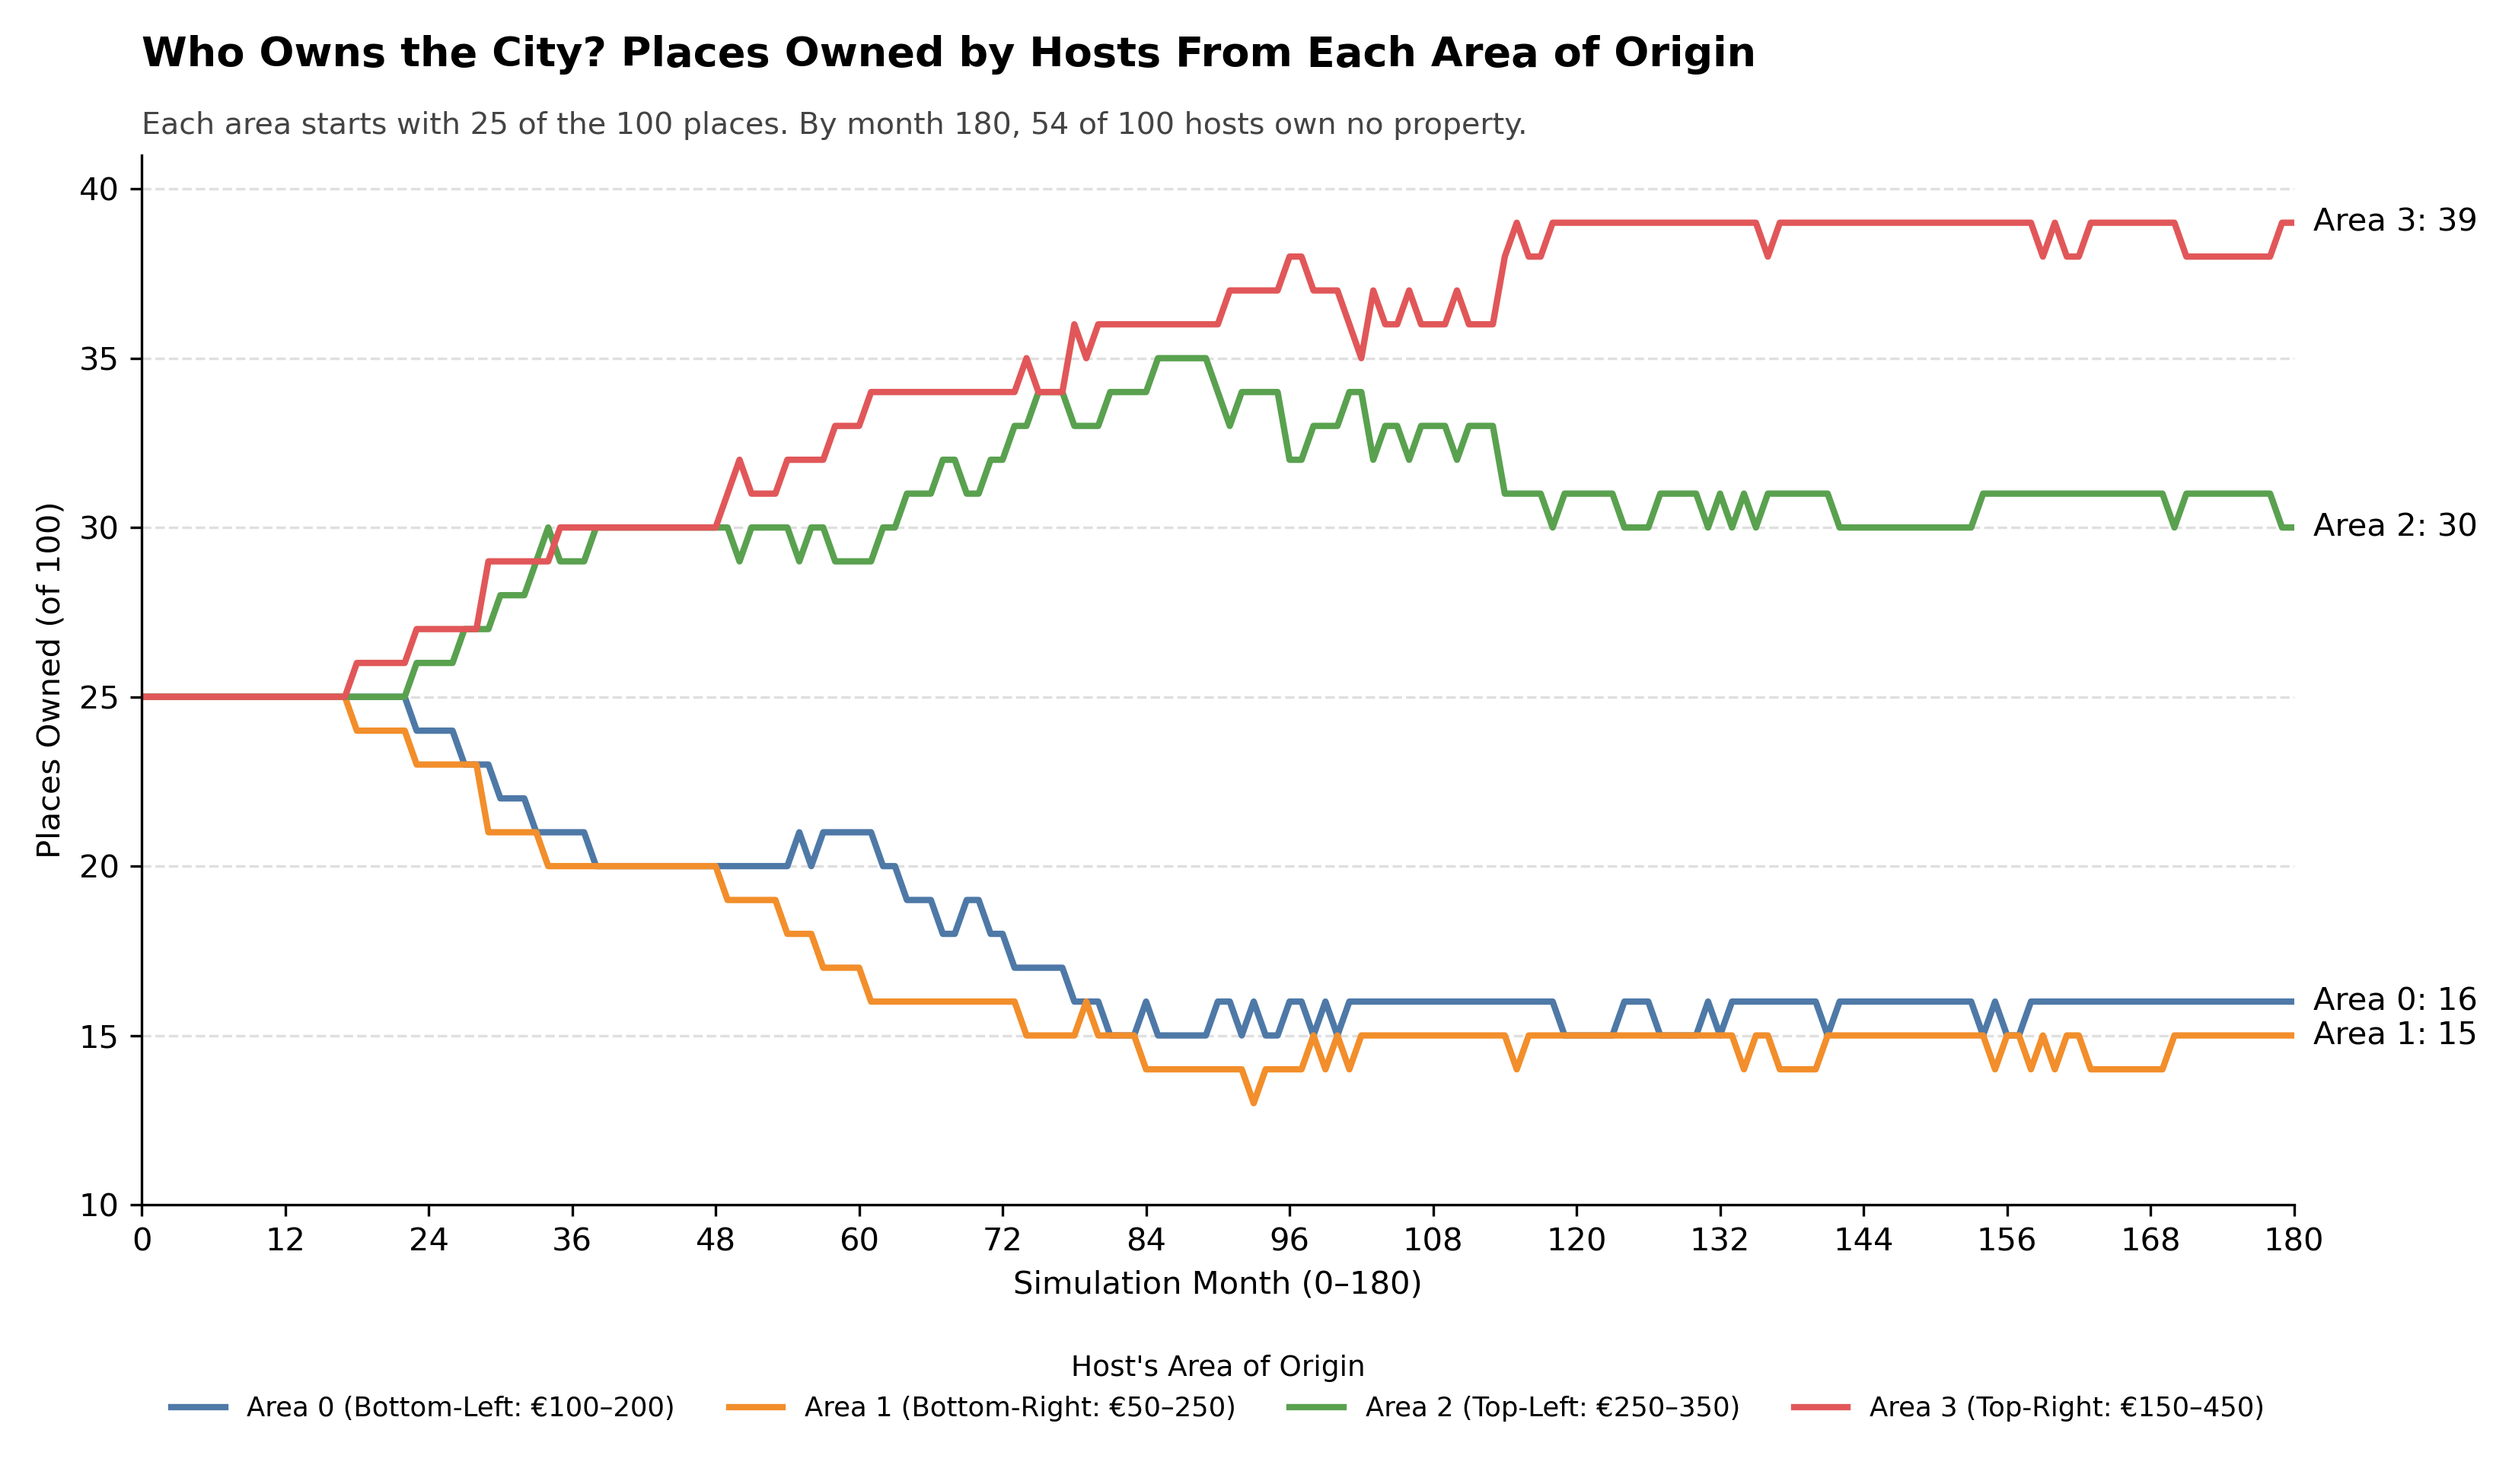 Who Owns the City? Places Owned by Hosts From Each Area of Origin
Each area starts with 25 of the 100 places. By month 180, 54 of 100 hosts own no property.
Places Owned (of 100)
40
35
30
25
20
15
10
Area 3: 39
Area 2: 30
Area 0: 16
Area 1: 15
0 12 24 36 48 60 72 84 96 108 120 132 144 156 168 180
Simulation Month (0–180)
Host's Area of Origin
Area 0 (Bottom-Left: €100–200) Area 1 (Bottom-Right: €50–250) Area 2 (Top-Left: €250–350) Area 3 (Top-Right: €150–450)